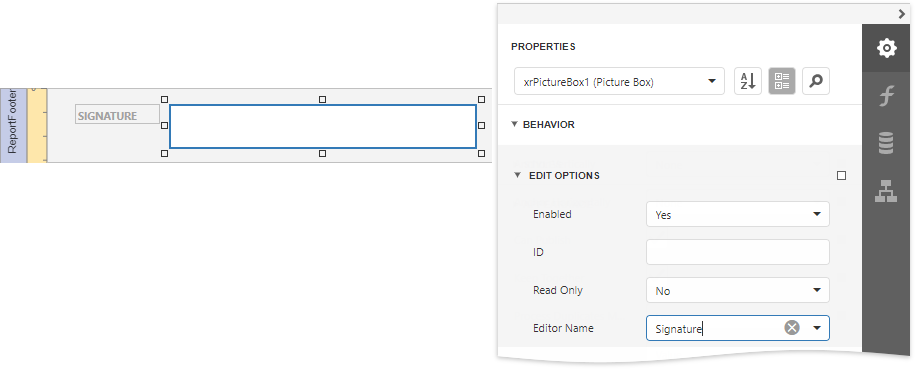 ReportFooter
SIGNATURE
PROPERTIES
xrPictureBox1 (Picture Box)
A
Z
BEHAVIOR
EDIT OPTIONS
Enabled
Yes
ID
Read Only
No
Editor Name
Signature